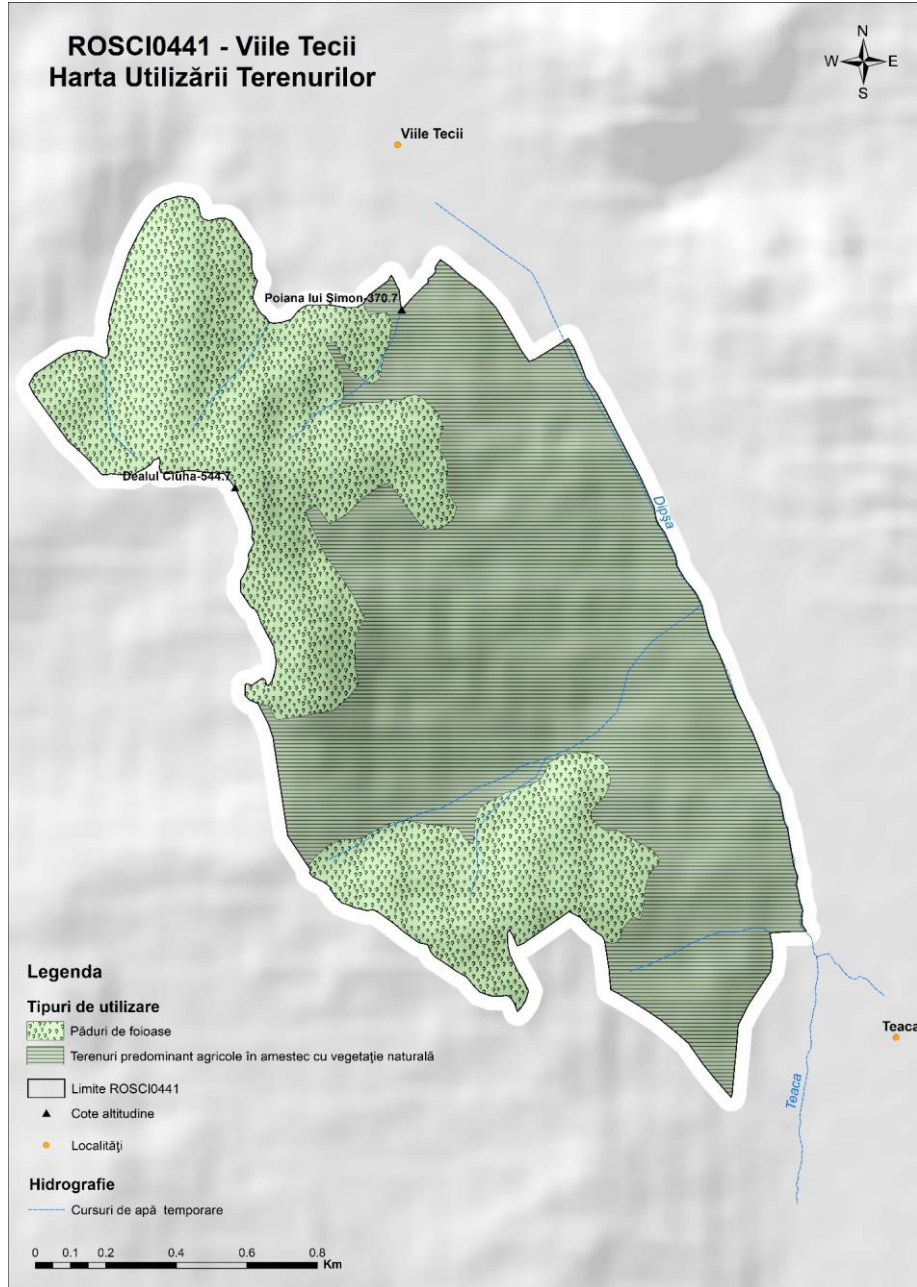 ROSCI0441 - Viile Tecii
Harta Utilizării Terenurilor
N
W E
S
Viile Tecii
Poiana lui Şimon-370.7
Dealul Ciuha-544.7
Dipşa
Teaca
Teaca
Legenda
Tipuri de utilizare
Păduri de foioase
Terenuri predominant agricole în amestec cu vegetaţie naturală
Limite ROSCI0441
Cote altitudine
Localităţi
Hidrografie
Cursuri de apă temporare
0 0.1 0.2 0.4 0.6 0.8
Km